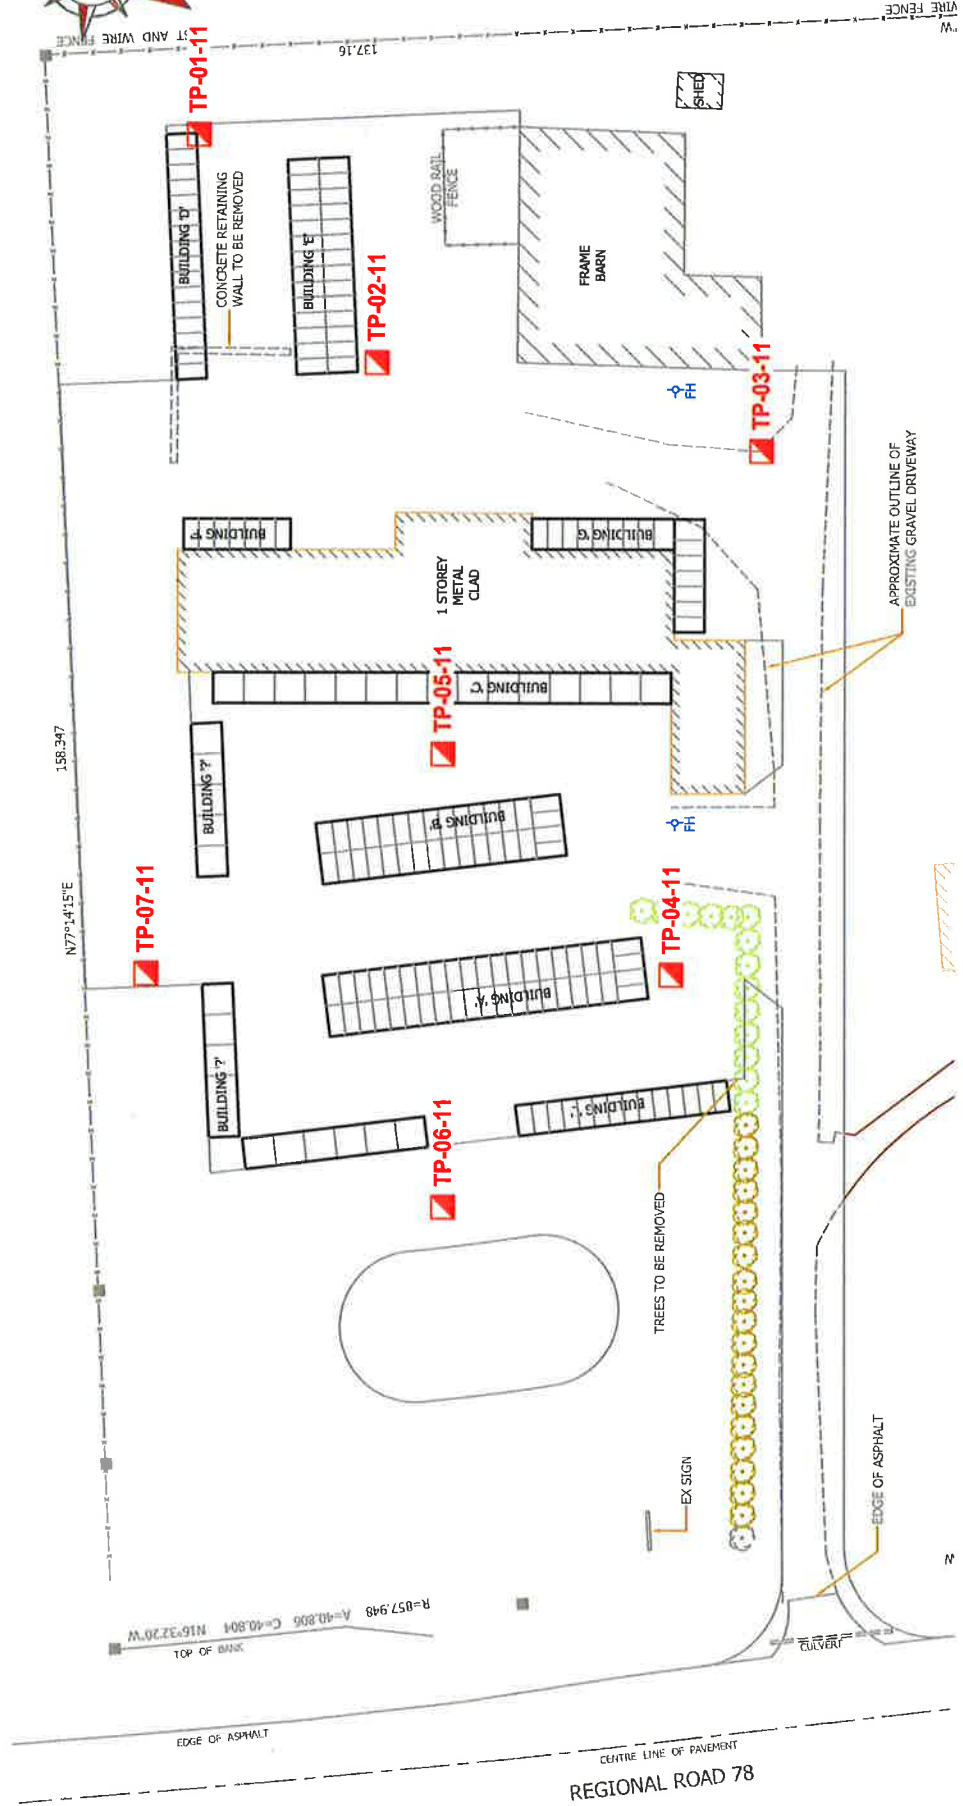 WIRE FENCE
ST AND WIRE FENCE
137.16
TP-01-11
SHED
BUILDING 'D'
CONCRETE RETAINING
WALL TO BE REMOVED
BUILDING 'E'
WOOD RAIL
FENCE
TP-02-11
FRAME
BARN
FH
TP-03-11
BUILDING 'F'
BUILDING 'G'
1 STOREY
METAL
CLAD
APPROXIMATE OUTLINE OF
EXISTING GRAVEL DRIVEWAY
158.347
N77°14'15"E
BUILDING 'C'
TP-05-11
BUILDING '?'
BUILDING 'B'
FH
TP-07-11
TP-04-11
BUILDING 'A'
BUILDING '?'
TP-06-11
TREES TO BE REMOVED
EX SIGN
EDGE OF ASPHALT
R=857.948 A=40.806 C=40.804 N16°32'20"W
TOP OF BANK
CULVERT
EDGE OF ASPHALT
CENTRE LINE OF PAVEMENT
REGIONAL ROAD 78